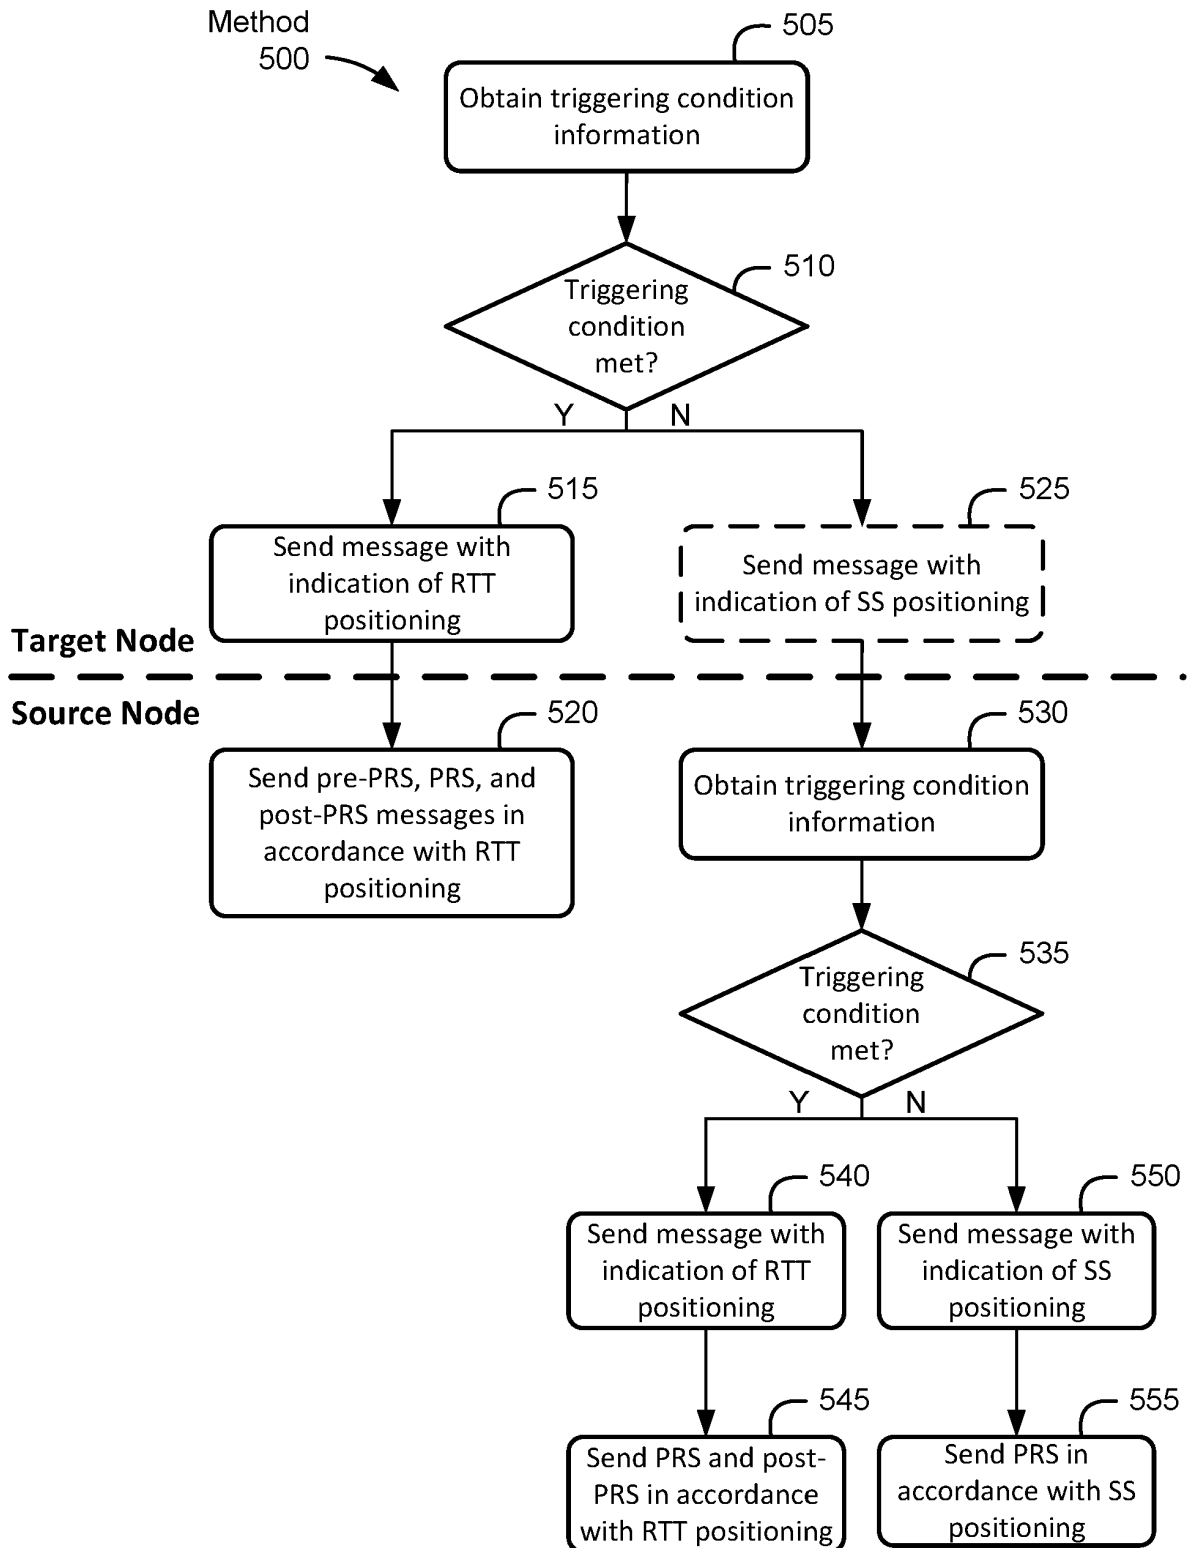 Method
500
505
Obtain triggering condition
information
510
Triggering
condition
met?
Y
N
515
Send message with
indication of RTT
positioning
525
Send message with
indication of SS positioning
Target Node
Source Node
520
Send pre-PRS, PRS, and
post-PRS messages in
accordance with RTT
positioning
530
Obtain triggering condition
information
535
Triggering
condition
met?
Y
N
540
Send message with
indication of RTT
positioning
550
Send message with
indication of SS
positioning
545
Send PRS and post-
PRS in accordance
with RTT positioning
555
Send PRS in
accordance with SS
positioning